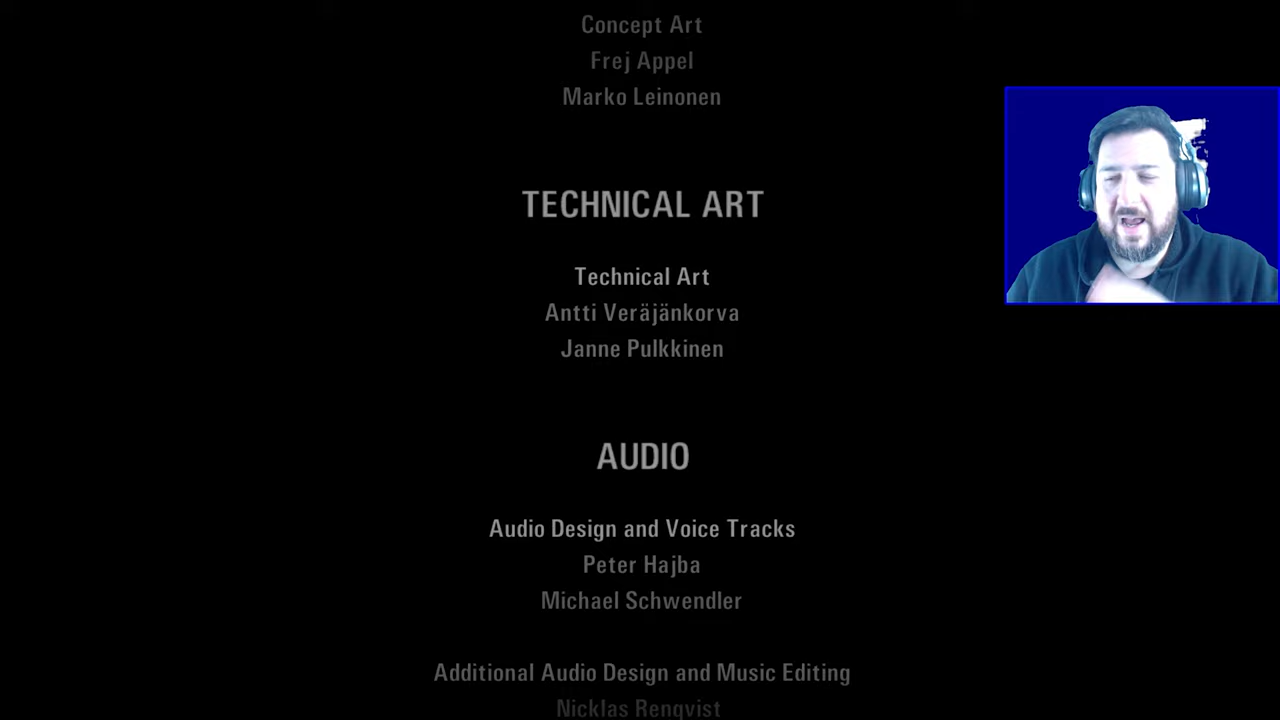 Concept Art
Frej Appel
Marko Leinonen
TECHNICAL ART
Technical Art
Antti Veräjänkorva
Janne Pulkkinen
AUDIO
Audio Design and Voice Tracks
Peter Hajba
Michael Schwendler
Additional Audio Design and Music Editing
Nicklas Renqvist